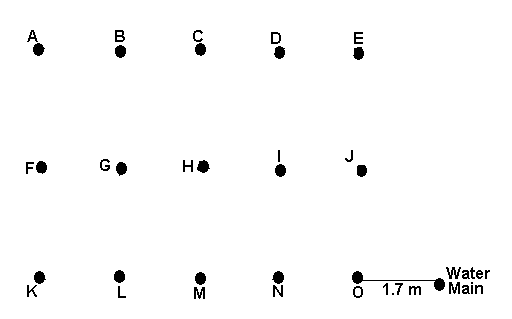 A B C D E
F G H I J
K L M N O 1.7 m Water
Main